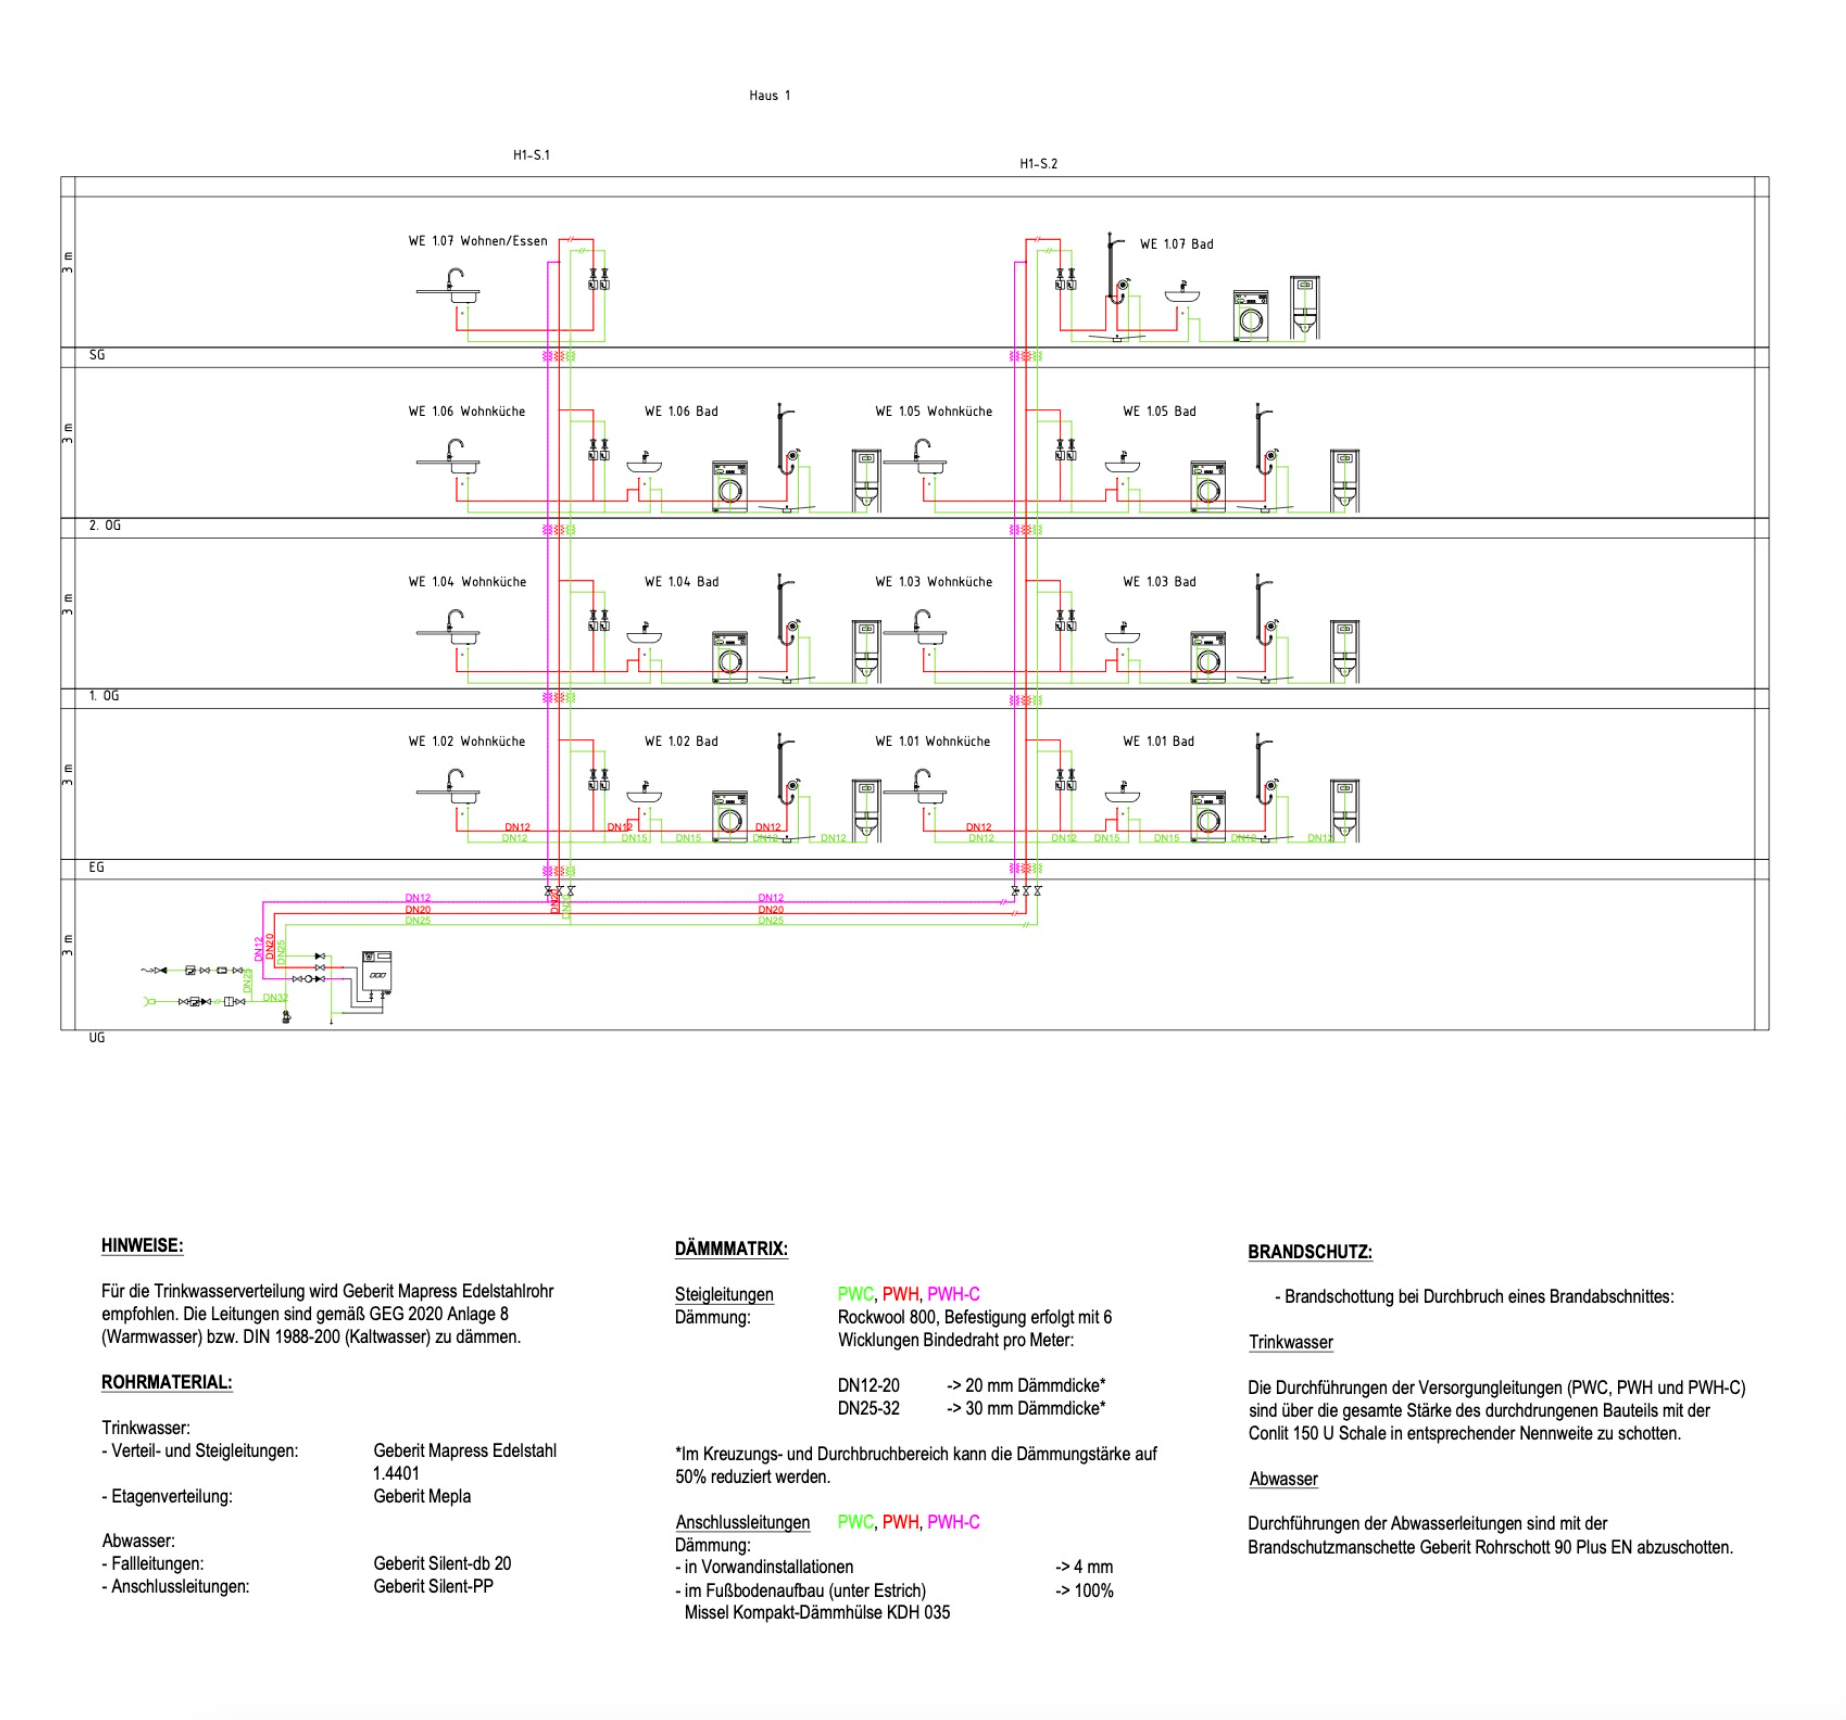 Haus 1
H1-S.1
H1-S.2
3 m
WE 1.07 Wohnen/Essen
WE 1.07 Bad
SG
3 m
WE 1.06 Wohnküche
WE 1.06 Bad
WE 1.05 Wohnküche
WE 1.05 Bad
2. OG
3 m
WE 1.04 Wohnküche
WE 1.04 Bad
WE 1.03 Wohnküche
WE 1.03 Bad
1. OG
3 m
WE 1.02 Wohnküche
WE 1.02 Bad
WE 1.01 Wohnküche
WE 1.01 Bad
DN12
DN12
DN12
DN12
DN12
DN15
DN15
DN12
DN12
DN12
DN12
DN15
DN15
DN12
DN12
EG
3 m
DN20
DN12
DN12
DN20
DN20
DN25
DN25
DN12
DN20
DN25
DN25
DN32
UG
HINWEISE:
Für die Trinkwasserverteilung wird Geberit Mapress Edelstahlrohr
empfohlen. Die Leitungen sind gemäß GEG 2020 Anlage 8
(Warmwasser) bzw. DIN 1988-200 (Kaltwasser) zu dämmen.
ROHRMATERIAL:
Trinkwasser:
- Verteil- und Steigleitungen: Geberit Mapress Edelstahl
1.4401
- Etagenverteilung: Geberit Mepla
Abwasser:
- Fallleitungen: Geberit Silent-db 20
- Anschlussleitungen: Geberit Silent-PP
DÄMMMATRIX:
Steigleitungen PWC, PWH, PWH-C
Dämmung: Rockwool 800, Befestigung erfolgt mit 6
Wicklungen Bindedraht pro Meter:
DN12-20 -> 20 mm Dämmdicke*
DN25-32 -> 30 mm Dämmdicke*
*Im Kreuzungs- und Durchbruchbereich kann die Dämmungstärke auf
50% reduziert werden.
Anschlussleitungen PWC, PWH, PWH-C
Dämmung:
- in Vorwandinstallationen -> 4 mm
- im Fußbodenaufbau (unter Estrich) -> 100%
Missel Kompakt-Dämmhülse KDH 035
BRANDSCHUTZ:
- Brandschottung bei Durchbruch eines Brandabschnittes:
Trinkwasser
Die Durchführungen der Versorgungleitungen (PWC, PWH und PWH-C)
sind über die gesamte Stärke des durchdrungenen Bauteils mit der
Conlit 150 U Schale in entsprechender Nennweite zu schotten.
Abwasser
Durchführungen der Abwasserleitungen sind mit der
Brandschutzmanschette Geberit Rohrschott 90 Plus EN abzuschotten.